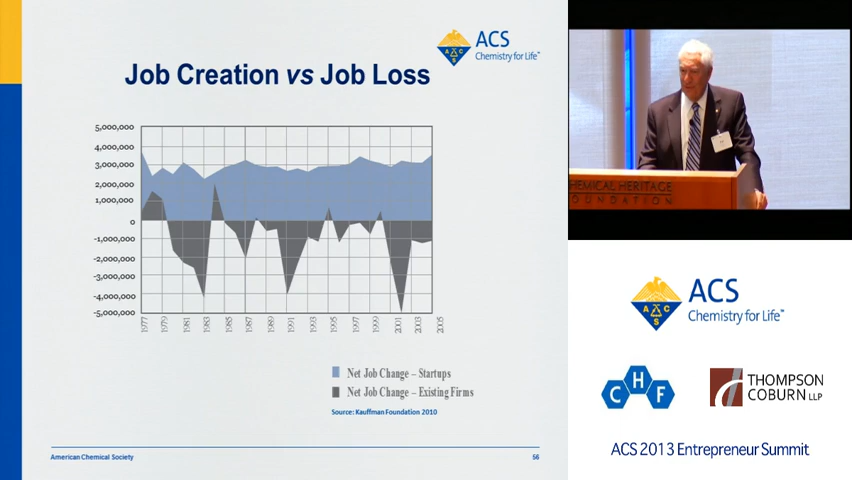 ACS
Chemistry for Life™
Job Creation vs Job Loss
5,000,000
4,000,000
3,000,000
2,000,000
1,000,000
0
-1,000,000
-2,000,000
-3,000,000
-4,000,000
-5,000,000
1977
1979
1981
1983
1985
1987
1989
1991
1993
1995
1997
1999
2001
2003
2005
Net Job Change – Startups
Net Job Change – Existing Firms
Source: Kauffman Foundation 2010
American Chemical Society
56
HEMICAL HERITAGE
FOUNDATION
A C S
ACS
Chemistry for Life™
C H F
THOMPSON
COBURN LLP
ACS 2013 Entrepreneur Summit